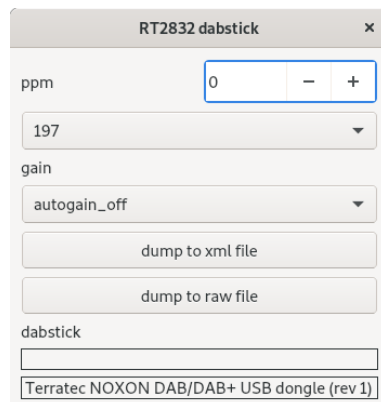 RT2832 dabstick ×
ppm 0 − +
197
gain
autogain_off
dump to xml file
dump to raw file
dabstick
Terratec NOXON DAB/DAB+ USB dongle (rev 1)